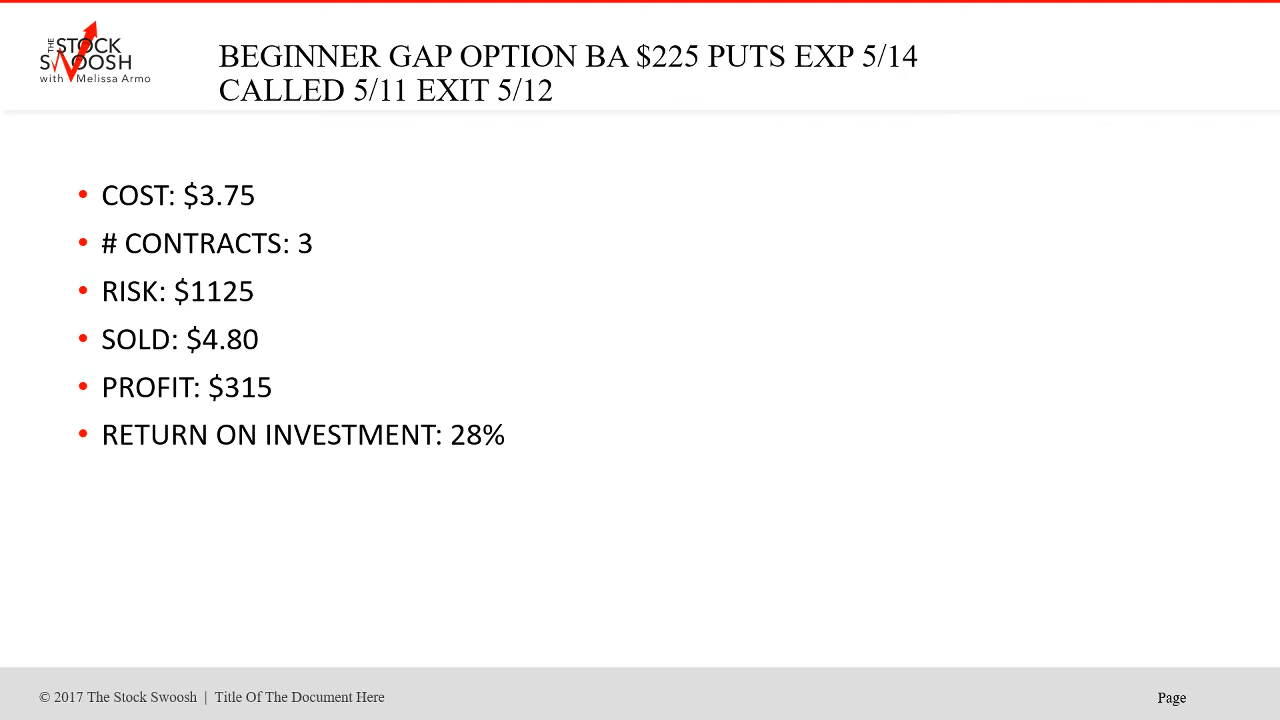 THE STOCK
SWOOSH
with Melissa Armo
BEGINNER GAP OPTION BA $225 PUTS EXP 5/14
CALLED 5/11 EXIT 5/12
• COST: $3.75
• # CONTRACTS: 3
• RISK: $1125
• SOLD: $4.80
• PROFIT: $315
• RETURN ON INVESTMENT: 28%
© 2017 The Stock Swoosh | Title Of The Document Here
Page